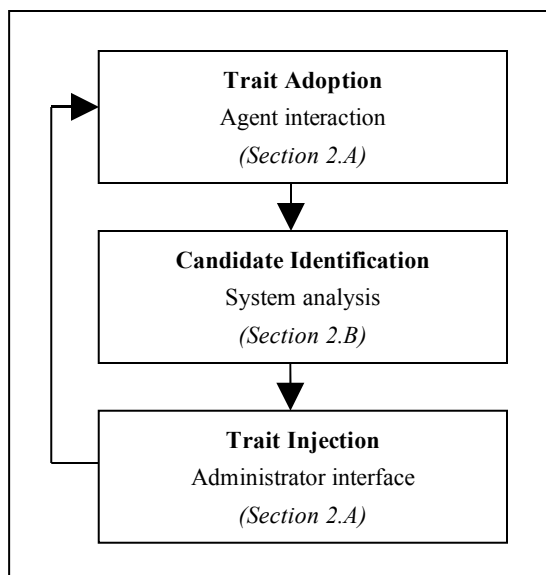 Trait Adoption
Agent interaction
(Section 2.A)
Candidate Identification
System analysis
(Section 2.B)
Trait Injection
Administrator interface
(Section 2.A)